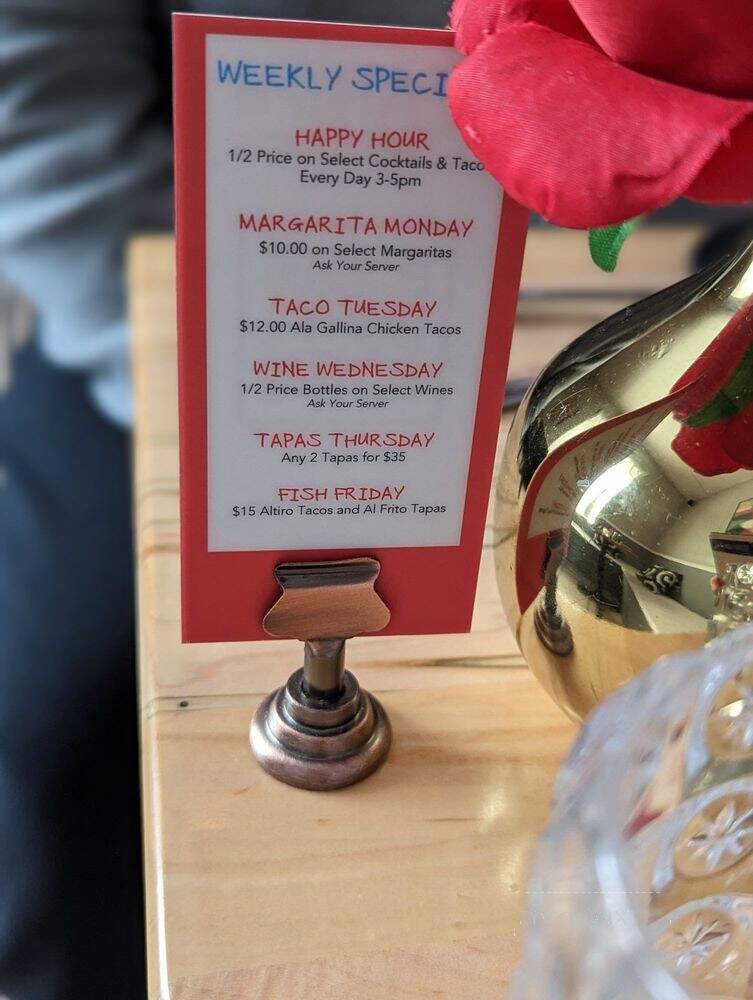 WEEKLY SPECI
HAPPY HOUR
1/2 Price on Select Cocktails & Taco
Every Day 3-5pm
MARGARITA MONDAY
$10.00 on Select Margaritas
Ask Your Server
TACO TUESDAY
$12.00 Ala Gallina Chicken Tacos
WINE WEDNESDAY
1/2 Price Bottles on Select Wines
Ask Your Server
TAPAS THURSDAY
Any 2 Tapas for $35
FISH FRIDAY
$15 Altiro Tacos and Al Frito Tapas